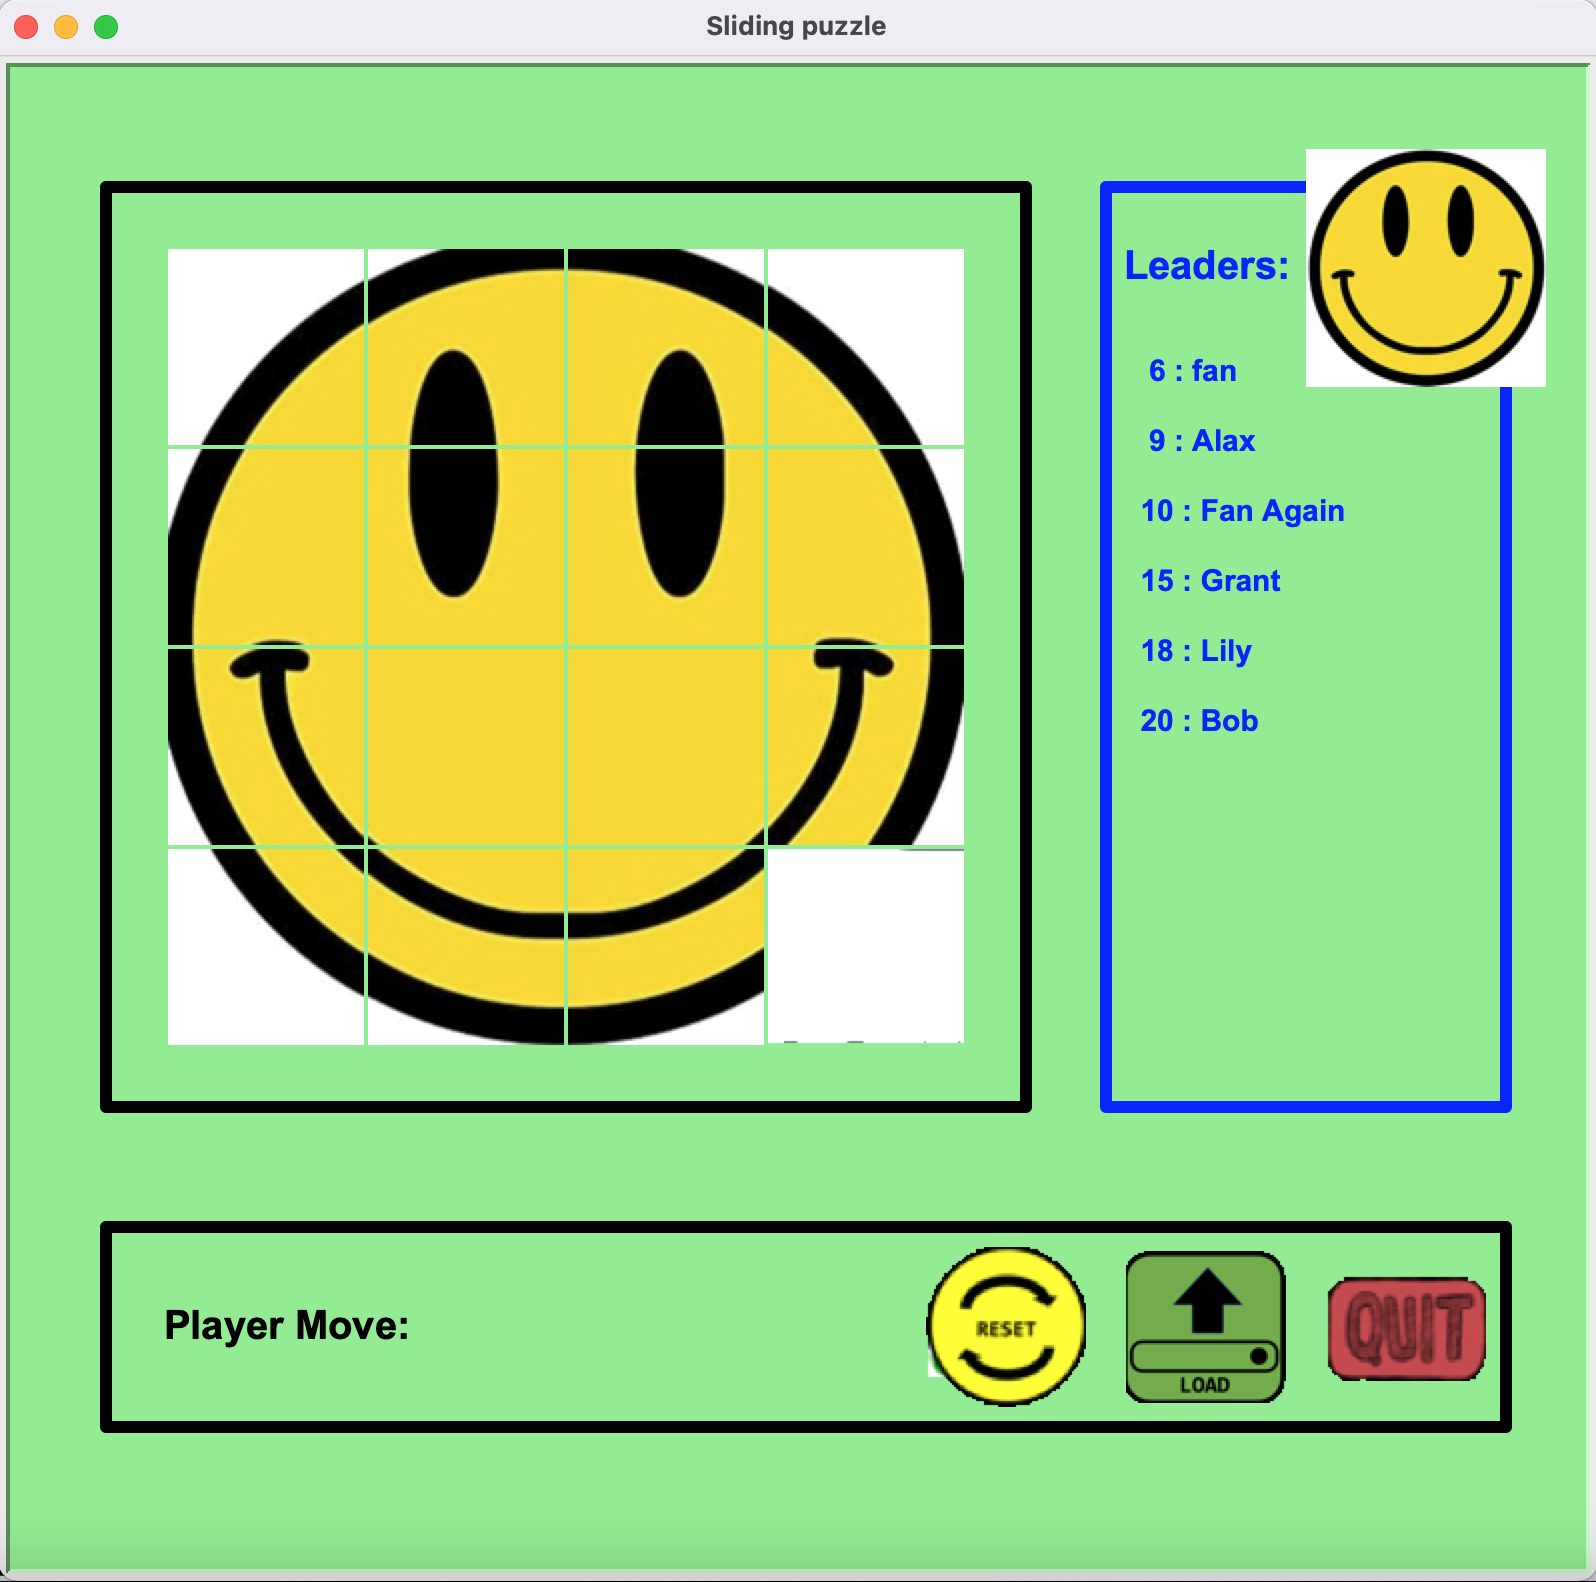 Sliding puzzle
Leaders:
6 : fan
9 : Alax
10 : Fan Again
15 : Grant
18 : Lily
20 : Bob
Player Move:
RESET
LOAD
QUIT